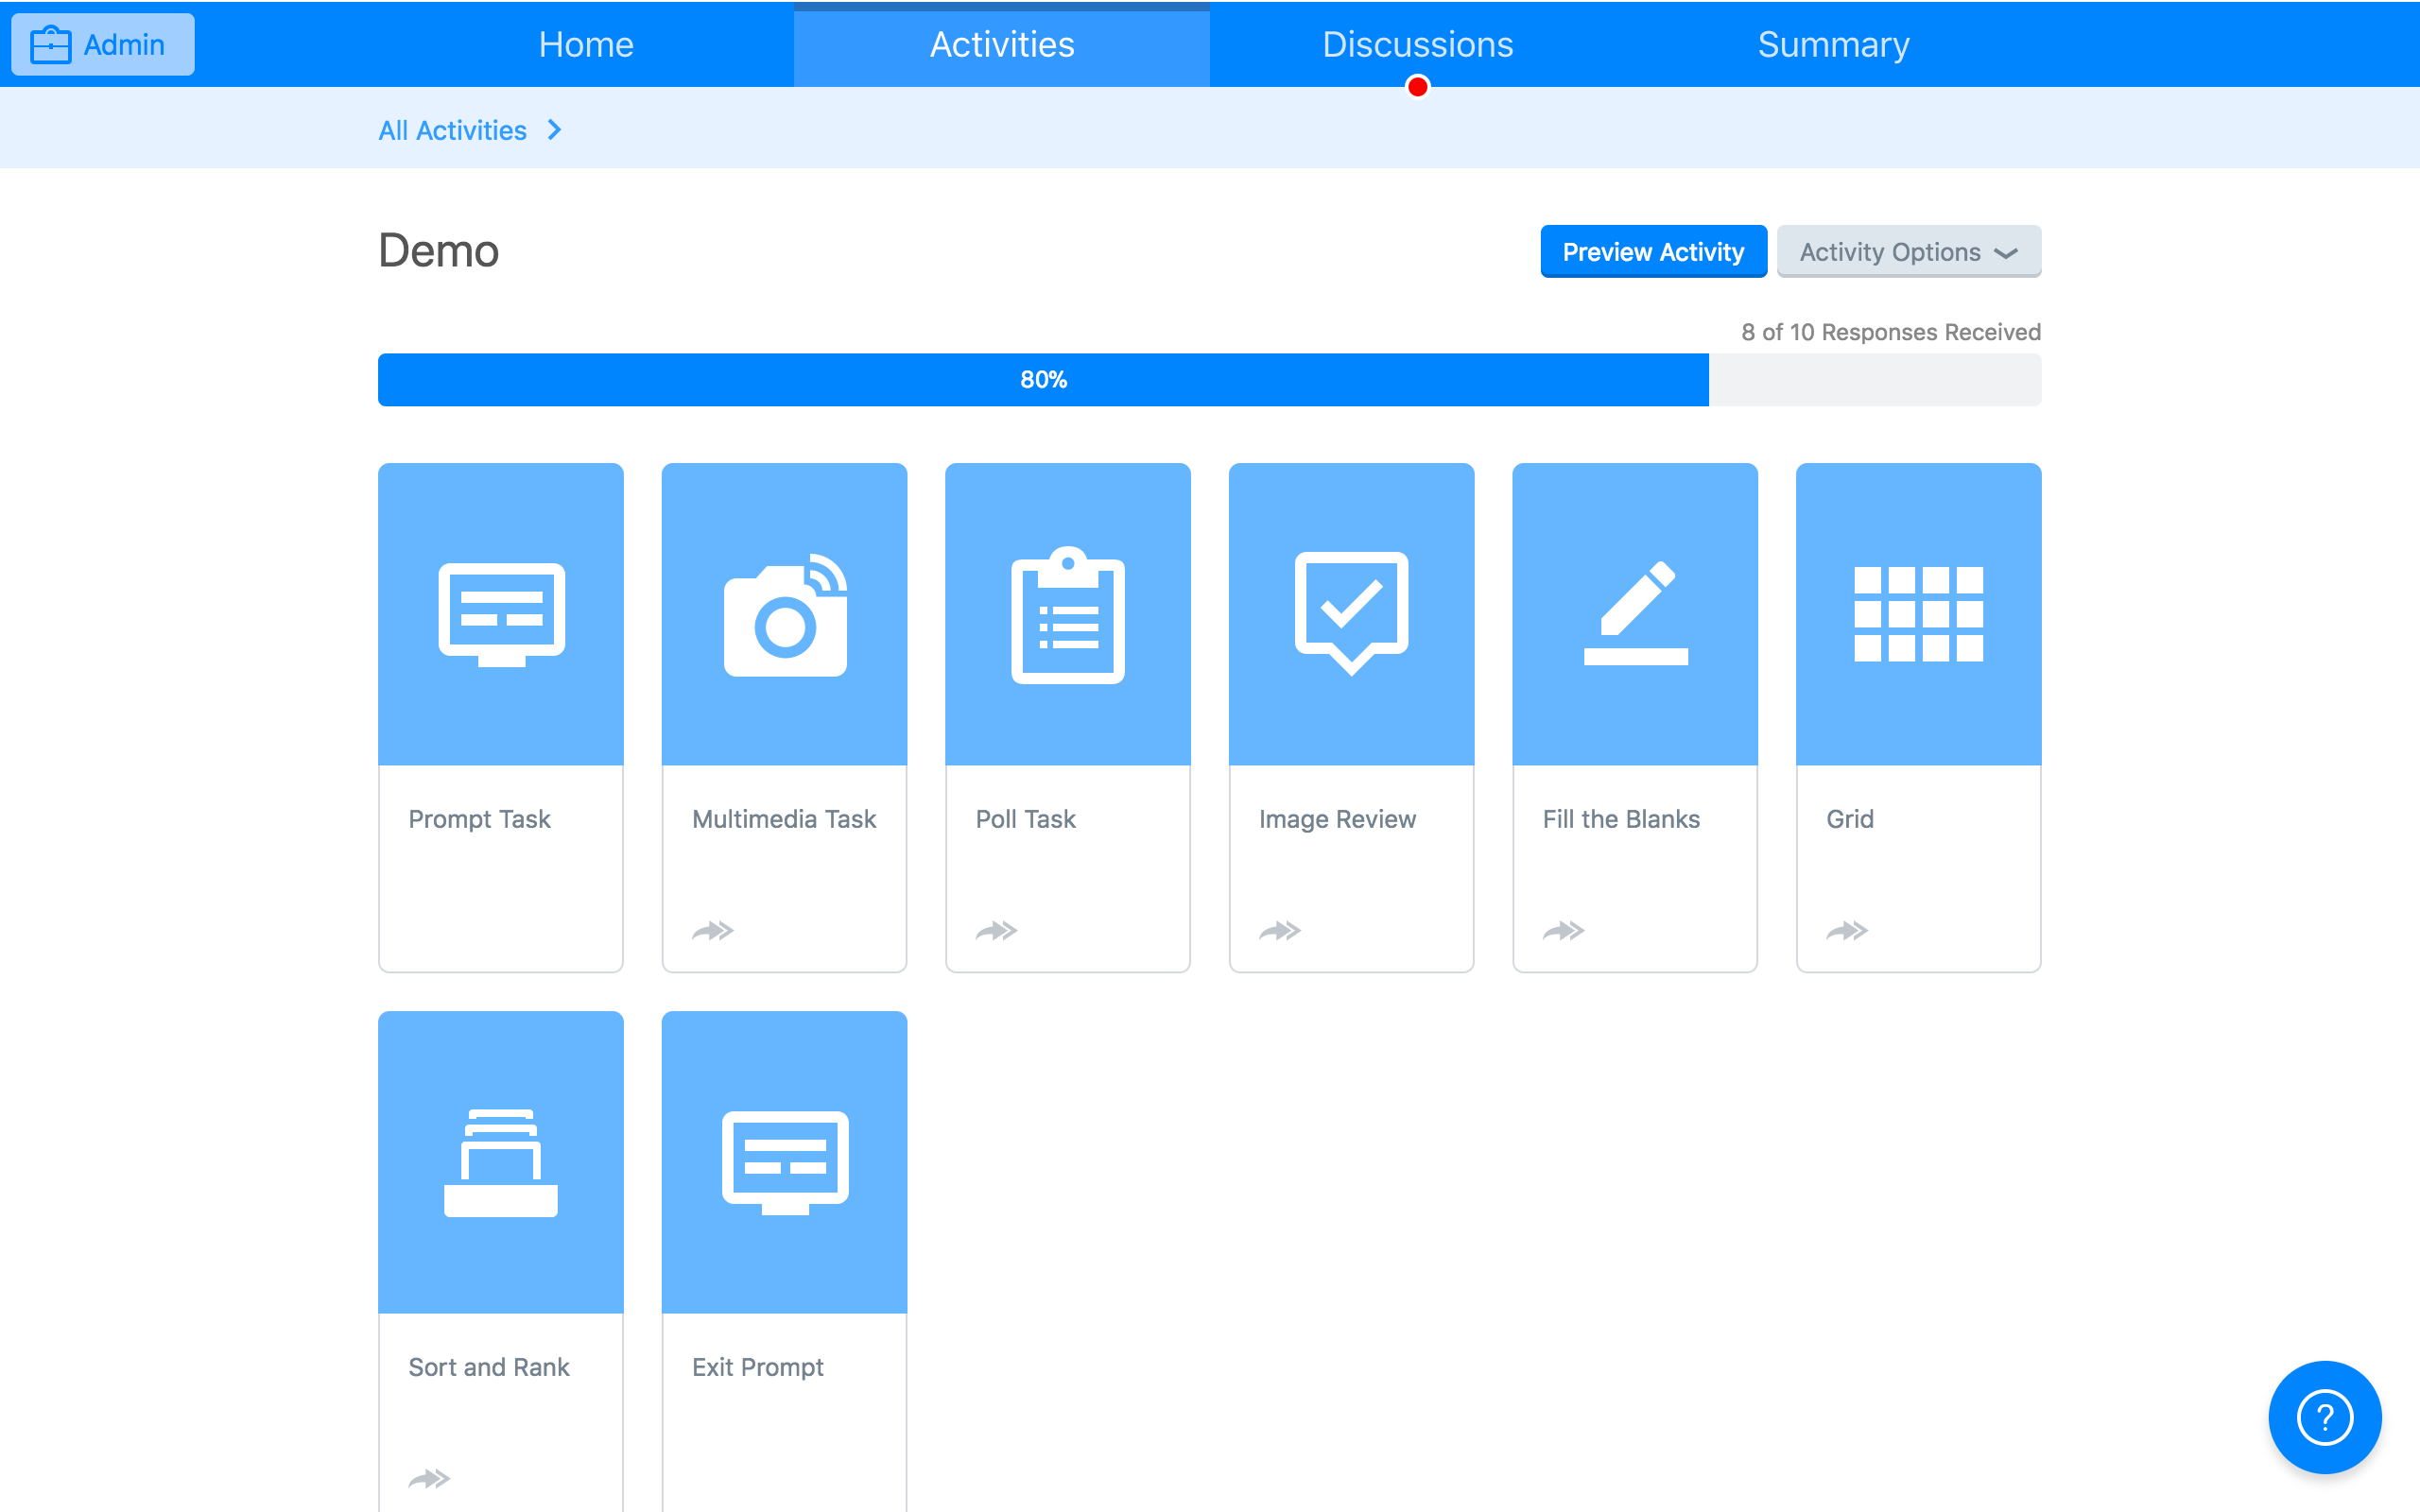 Admin
Home
Activities
Discussions
Summary
All Activities
Demo
Preview Activity
Activity Options
8 of 10 Responses Received
80%
Prompt Task
Multimedia Task
Poll Task
Image Review
Fill the Blanks
Grid
Sort and Rank
Exit Prompt
?